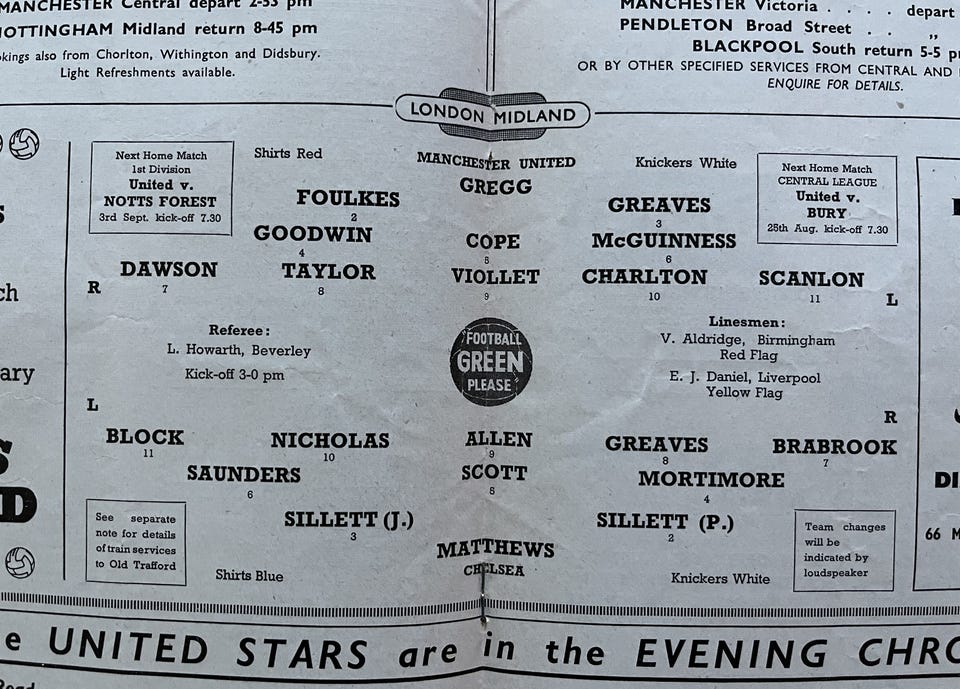 MANCHESTER Central depart 2-53 pm
NOTTINGHAM Midland return 8-45 pm
also from Chorlton, Withington and Didsbury.
Light Refreshments available.
MANCHESTER Victoria . . . . depart
PENDLETON Broad Street . . „
BLACKPOOL South return 5-5
OR BY OTHER SPECIFIED SERVICES FROM CENTRAL AND
ENQUIRE FOR DETAILS.
LONDON MIDLAND
Next Home Match
1st Division
United v.
NOTTS FOREST
3rd Sept. kick-off 7.30
Shirts Red
MANCHESTER UNITED
Knickers White
Next Home Match
CENTRAL LEAGUE
United v.
BURY
25th Aug. kick-off 7.30
GREGG
FOULKES
2
GREAVES
3
GOODWIN
4
COPE
5
McGUINNESS
6
DAWSON
7
TAYLOR
8
VIOLLET
9
CHARLTON
10
SCANLON
11
R
L
Referee:
L. Howarth, Beverley
Kick-off 3-0 pm
"FOOTBALL
GREEN
PLEASE"
Linesmen:
V. Aldridge, Birmingham
Red Flag
E. J. Daniel, Liverpool
Yellow Flag
L
R
BLOCK
11
NICHOLAS
10
ALLEN
9
GREAVES
8
BRABROOK
7
SAUNDERS
6
SCOTT
5
MORTIMORE
4
SILLETT (J.)
3
SILLETT (P.)
2
MATTHEWS
CHELSEA
See separate
note for details
of train services
to Old Trafford
Shirts Blue
Knickers White
Team changes
will be
indicated by
loudspeaker
66
UNITED STARS are in the EVENING